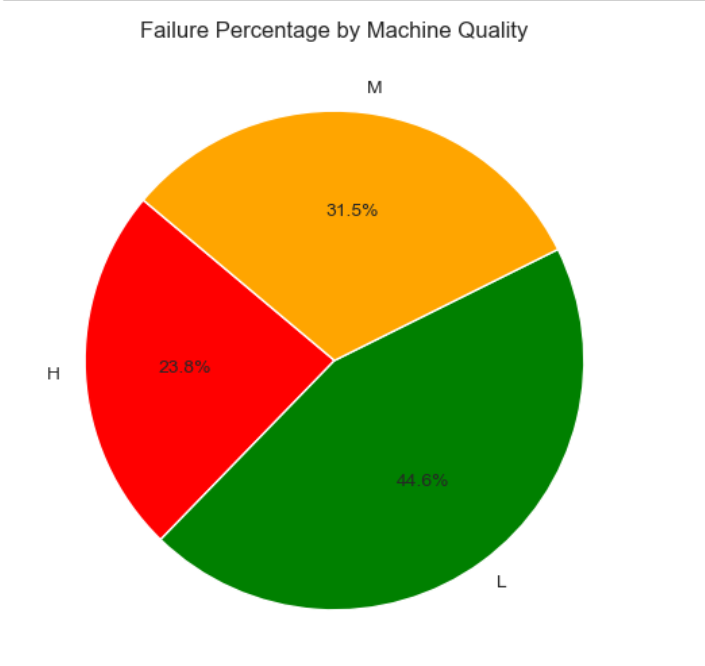 Failure Percentage by Machine Quality
M
31.5%
H
23.8%
44.6%
L